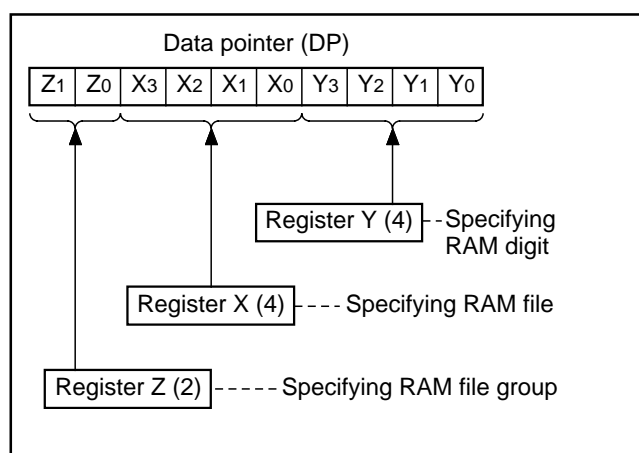 Data pointer (DP)
Z1 Z0 X3 X2 X1 X0 Y3 Y2 Y1 Y0
Register Y (4) Specifying
RAM digit
Register X (4) Specifying RAM file
Register Z (2) Specifying RAM file group